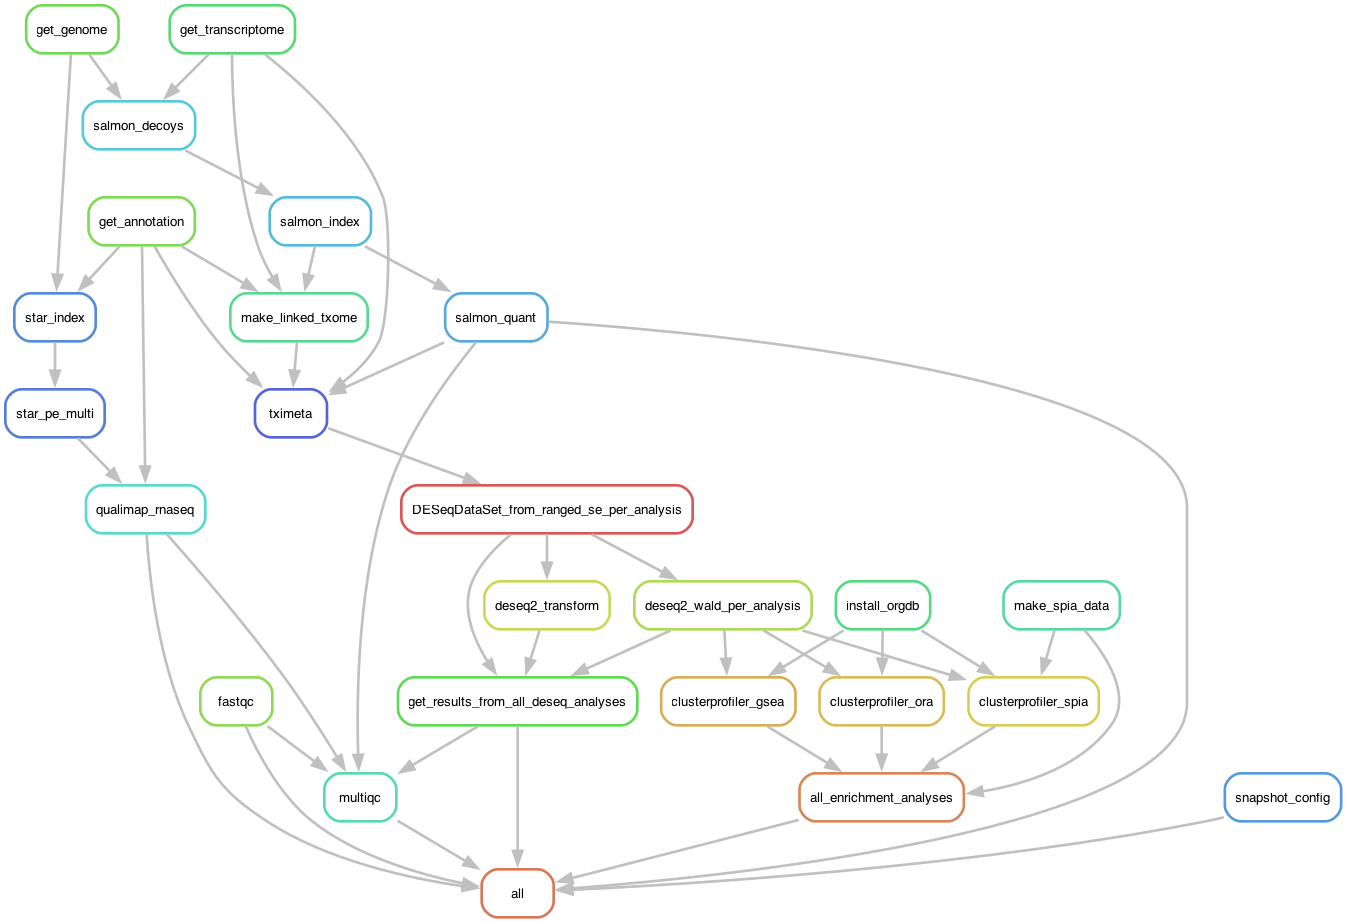 get_genome
get_transcriptome
salmon_decoys
get_annotation
salmon_index
star_index
make_linked_txome
salmon_quant
star_pe_multi
tximeta
qualimap_rnaseq
DESeqDataSet_from_ranged_se_per_analysis
deseq2_transform
deseq2_wald_per_analysis
install_orgdb
make_spia_data
fastqc
get_results_from_all_deseq_analyses
clusterprofiler_gsea
clusterprofiler_ora
clusterprofiler_spia
multiqc
all_enrichment_analyses
snapshot_config
all